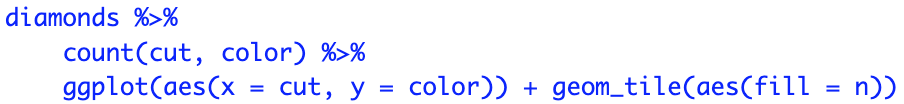 diamonds %>%
    count(cut, color) %>%
    ggplot(aes(x = cut, y = color)) + geom_tile(aes(fill = n))